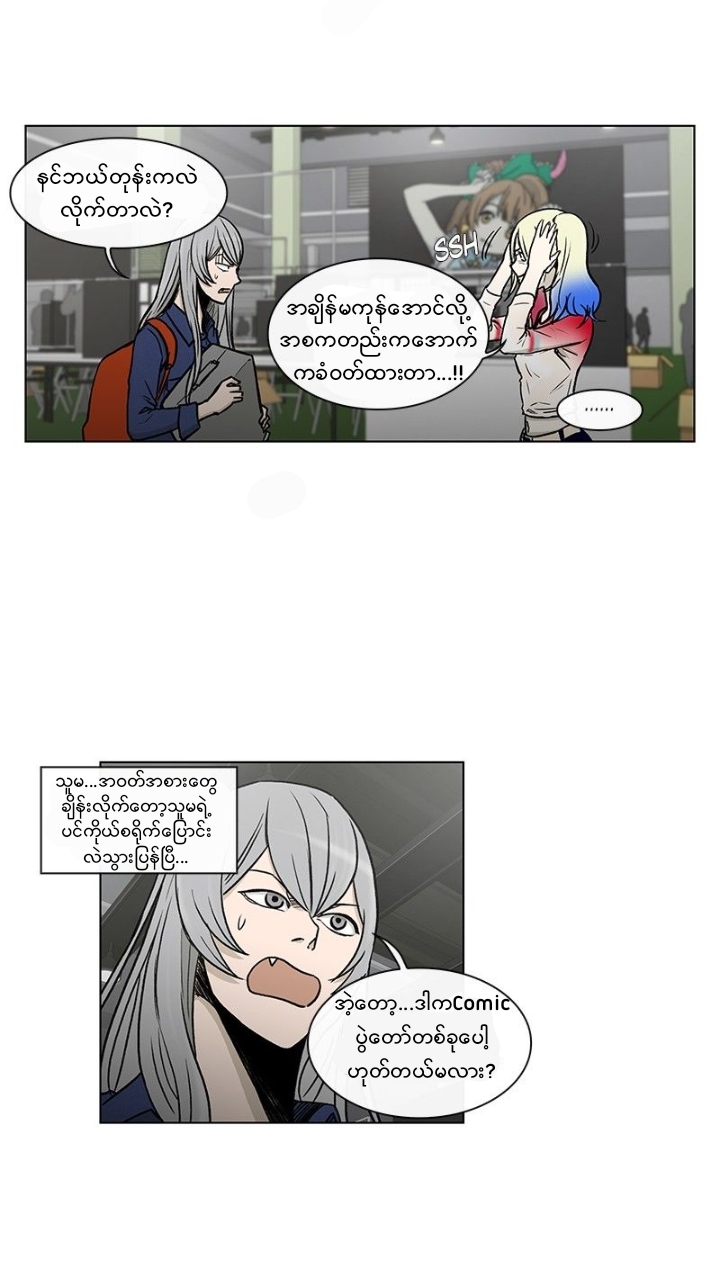 နင်ဘယ်တုန်းကလဲ
လိုက်တာလဲ?
SSH
အချိန်မကုန်အောင်လို့
အစကတည်းကအောက်
ကခံဝတ်ထားတာ...!!
......
သူမ...အာဝတ်အစားတွေ
ချိန်းလိုက်တော့သူမရဲ့
ပင်ကိုယ်စရိုက်ပြောင်း
လဲသွားပြန်ပြီ...
အဲ့တော့...ဒါကComic
ပွဲတော်တစ်ခုပေါ့
ဟုတ်တယ်မလား?